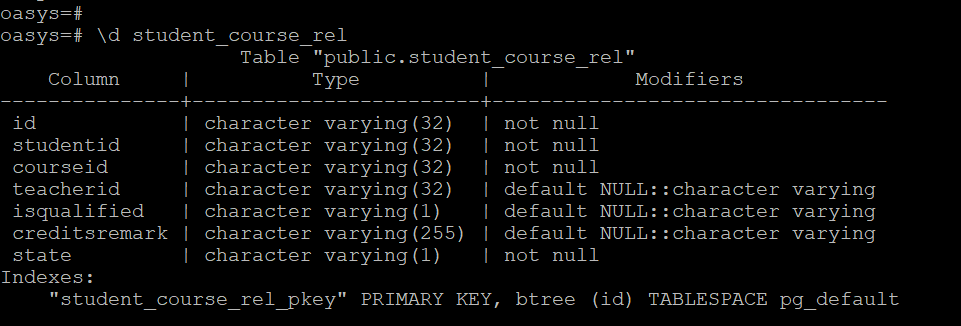 oasys=#
oasys=# \d student_course_rel
Table "public.student_course_rel"
Column | Type | Modifiers
---------------+------------------------+---------------------------------
id | character varying(32) | not null
studentid | character varying(32) | not null
courseid | character varying(32) | not null
teacherid | character varying(32) | default NULL::character varying
isqualified | character varying(1) | default NULL::character varying
creditsremark | character varying(255) | default NULL::character varying
state | character varying(1) | not null
Indexes:
"student_course_rel_pkey" PRIMARY KEY, btree (id) TABLESPACE pg_default